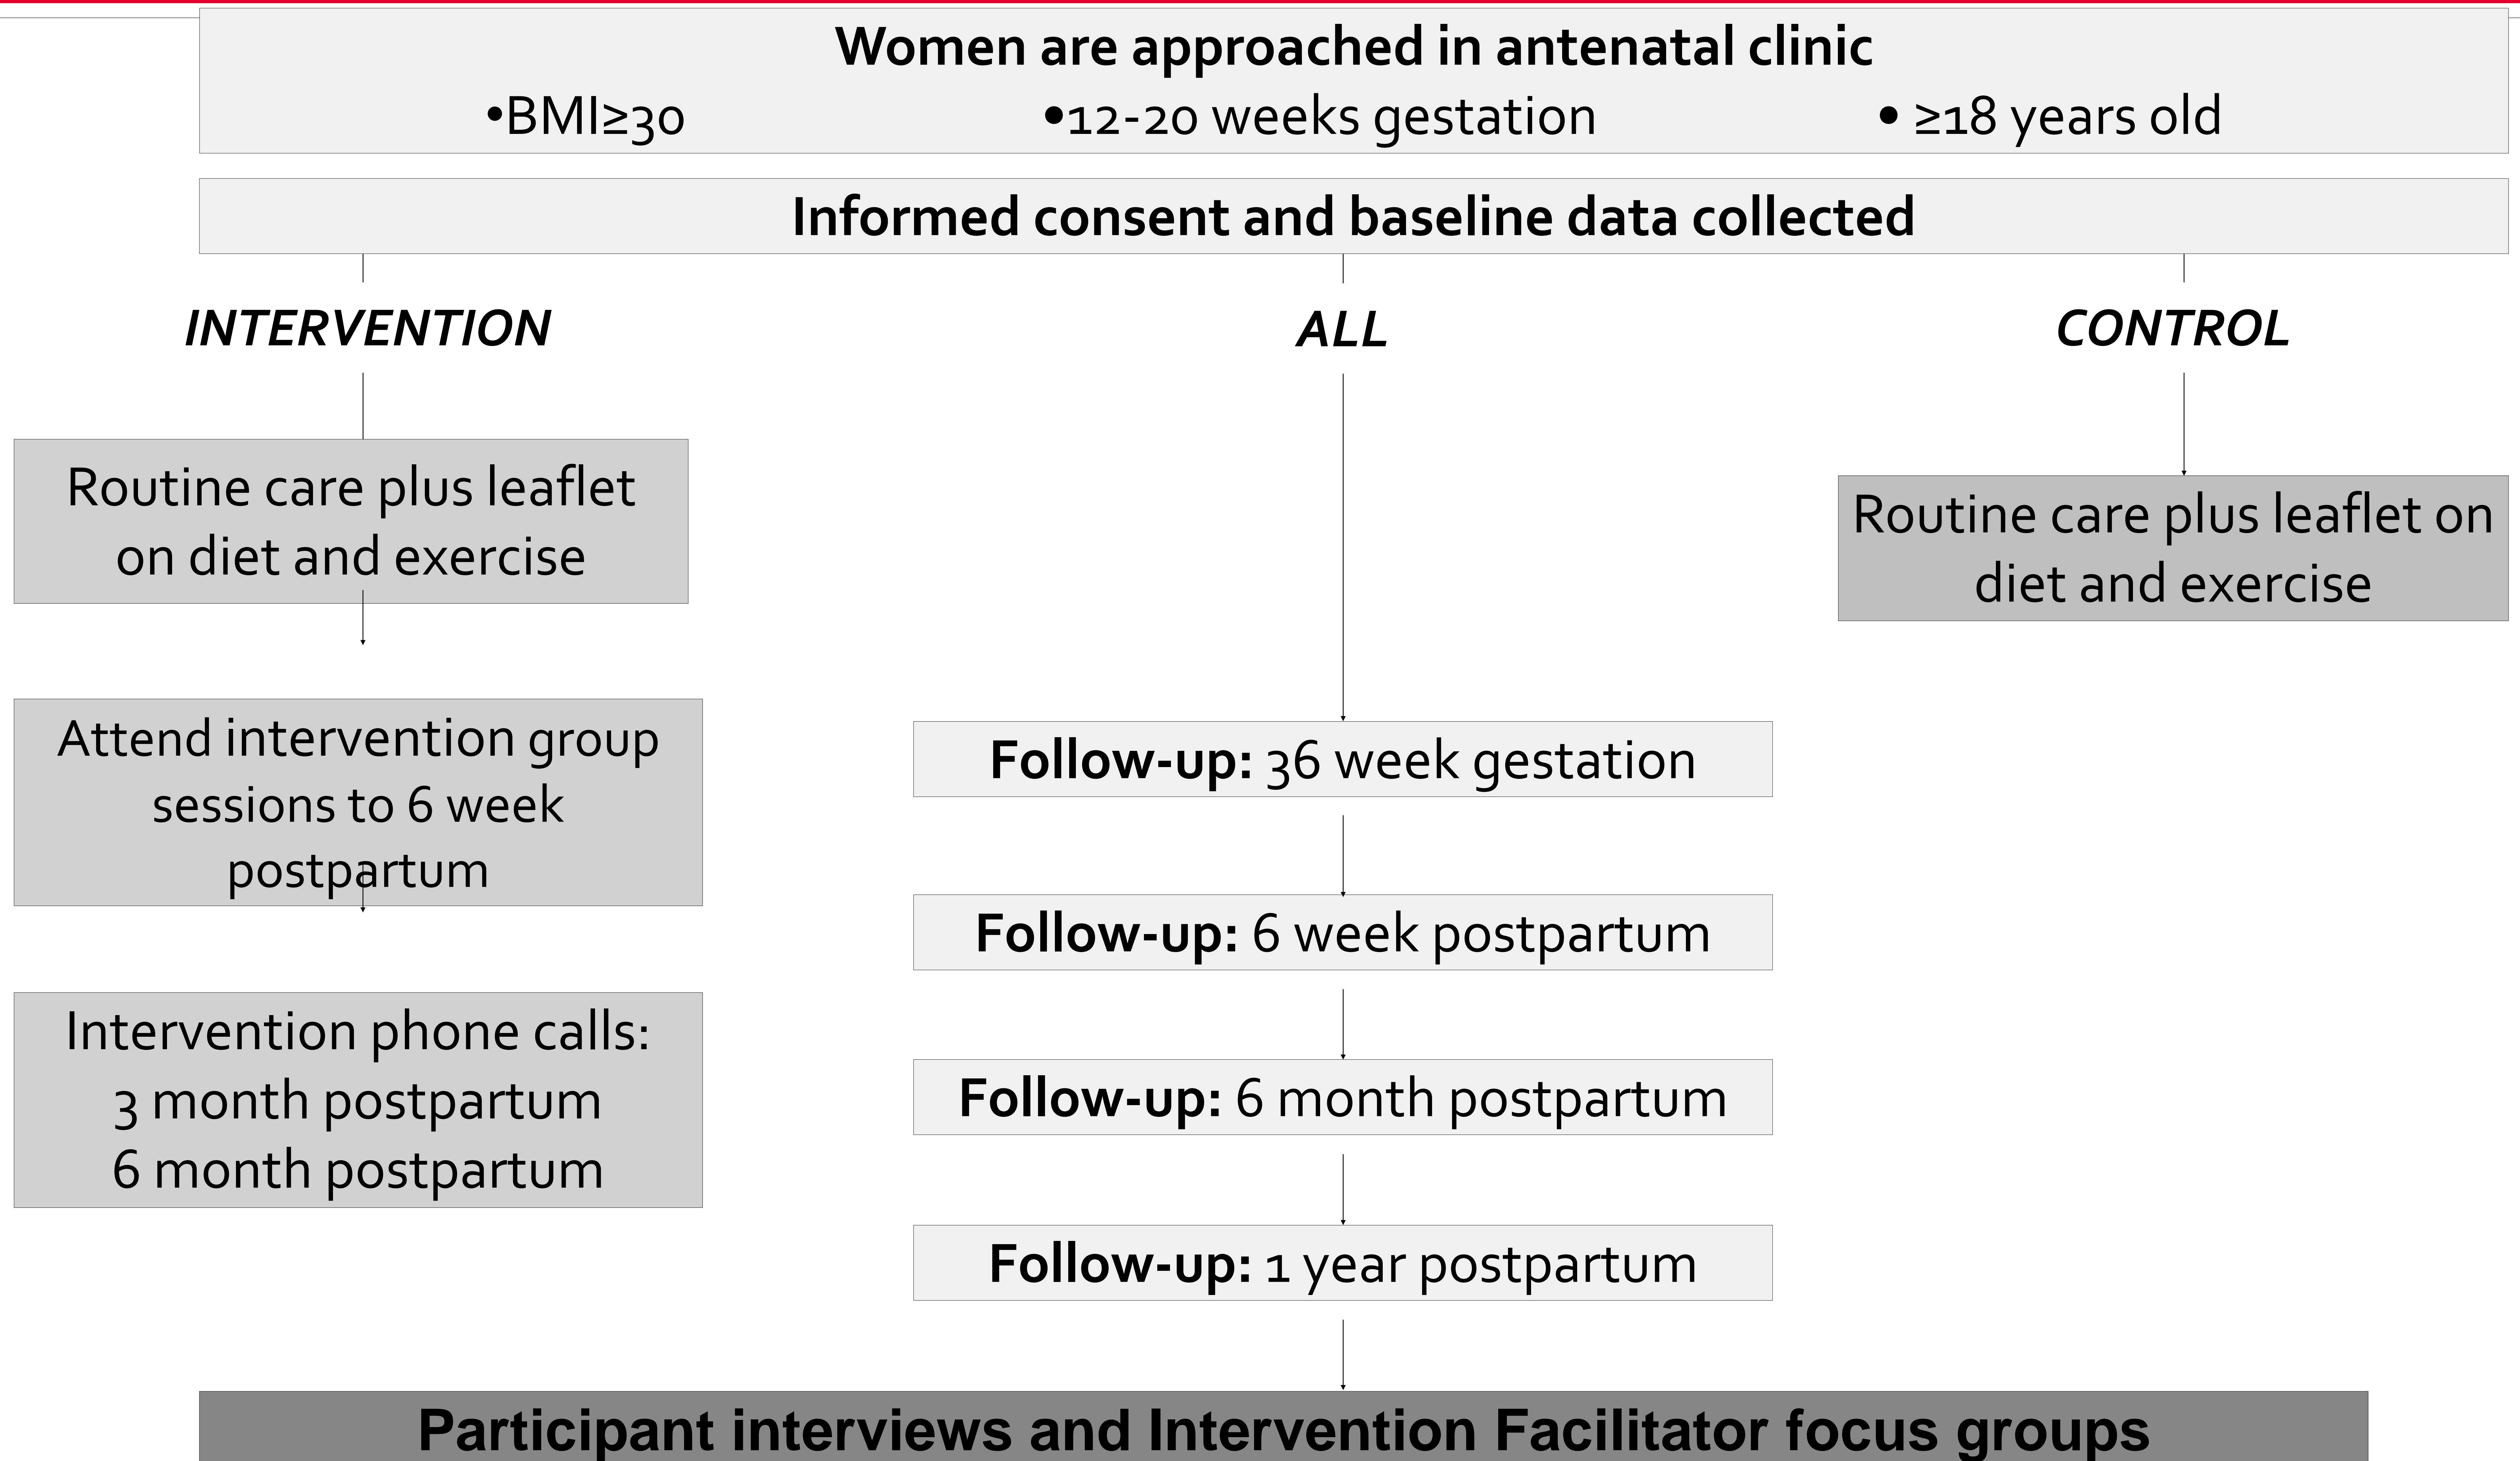 Women are approached in antenatal clinic
•BMI≥30 •12-20 weeks gestation • ≥18 years old
Informed consent and baseline data collected
INTERVENTION
ALL
CONTROL
Routine care plus leaflet
on diet and exercise
Routine care plus leaflet on
diet and exercise
Attend intervention group
sessions to 6 week
postpartum
Intervention phone calls:
3 month postpartum
6 month postpartum
Follow-up: 36 week gestation
Follow-up: 6 week postpartum
Follow-up: 6 month postpartum
Follow-up: 1 year postpartum
Participant interviews and Intervention Facilitator focus groups